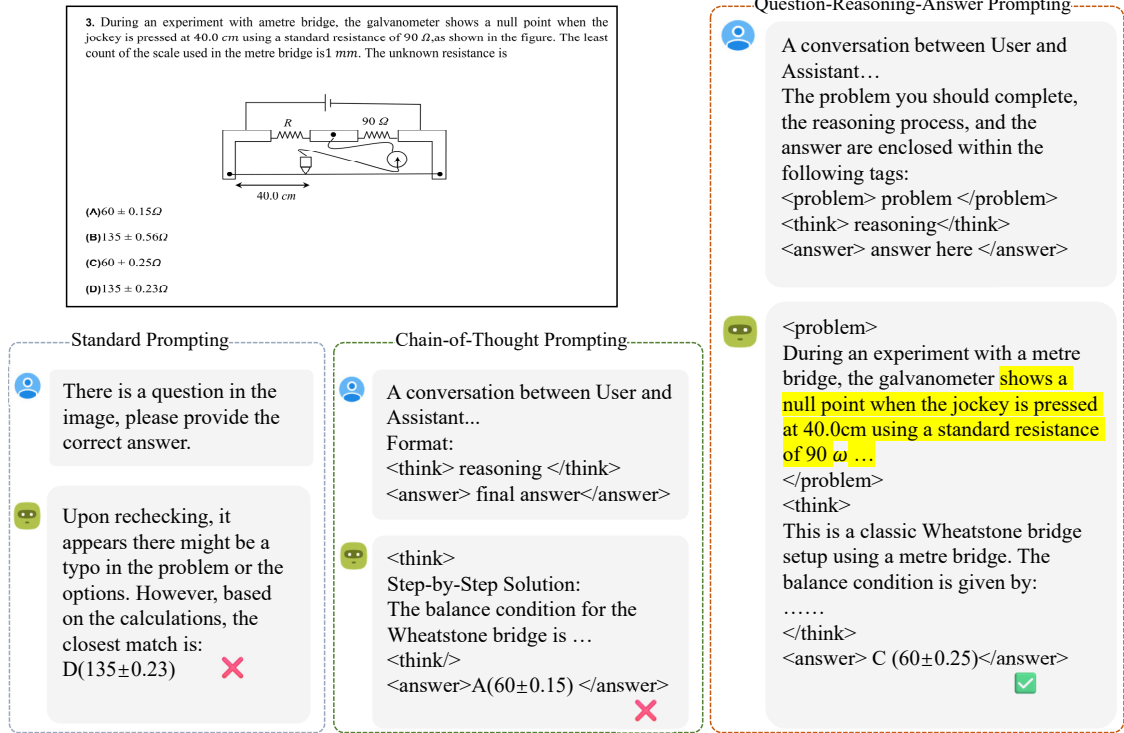 3. During an experiment with ametre bridge, the galvanometer shows a null point when the
jockey is pressed at 40.0 cm using a standard resistance of 90 Ω,as shown in the figure. The least
count of the scale used in the metre bridge is1 mm. The unknown resistance is
R
90 Ω
40.0 cm
(A)60 ± 0.15Ω
(B)135 ± 0.56Ω
(C)60 + 0.25Ω
(D)135 ± 0.23Ω
Standard Prompting
There is a question in the
image, please provide the
correct answer.
Upon rechecking, it
appears there might be a
typo in the problem or the
options. However, based
on the calculations, the
closest match is:
D(135±0.23)
Chain-of-Thought Prompting
A conversation between User and
Assistant...
Format:
<think> reasoning </think>
<answer> final answer</answer>
<think>
Step-by-Step Solution:
The balance condition for the
Wheatstone bridge is …
<think/>
<answer>A(60±0.15) </answer>
Question-Reasoning-Answer Prompting
A conversation between User and
Assistant…
The problem you should complete,
the reasoning process, and the
answer are enclosed within the
following tags:
<problem> problem </problem>
<think> reasoning</think>
<answer> answer here </answer>
<problem>
During an experiment with a metre
bridge, the galvanometer shows a
null point when the jockey is pressed
at 40.0cm using a standard resistance
of 90 ω …
</problem>
<think>
This is a classic Wheatstone bridge
setup using a metre bridge. The
balance condition is given by:
……
</think>
<answer> C (60±0.25)</answer>